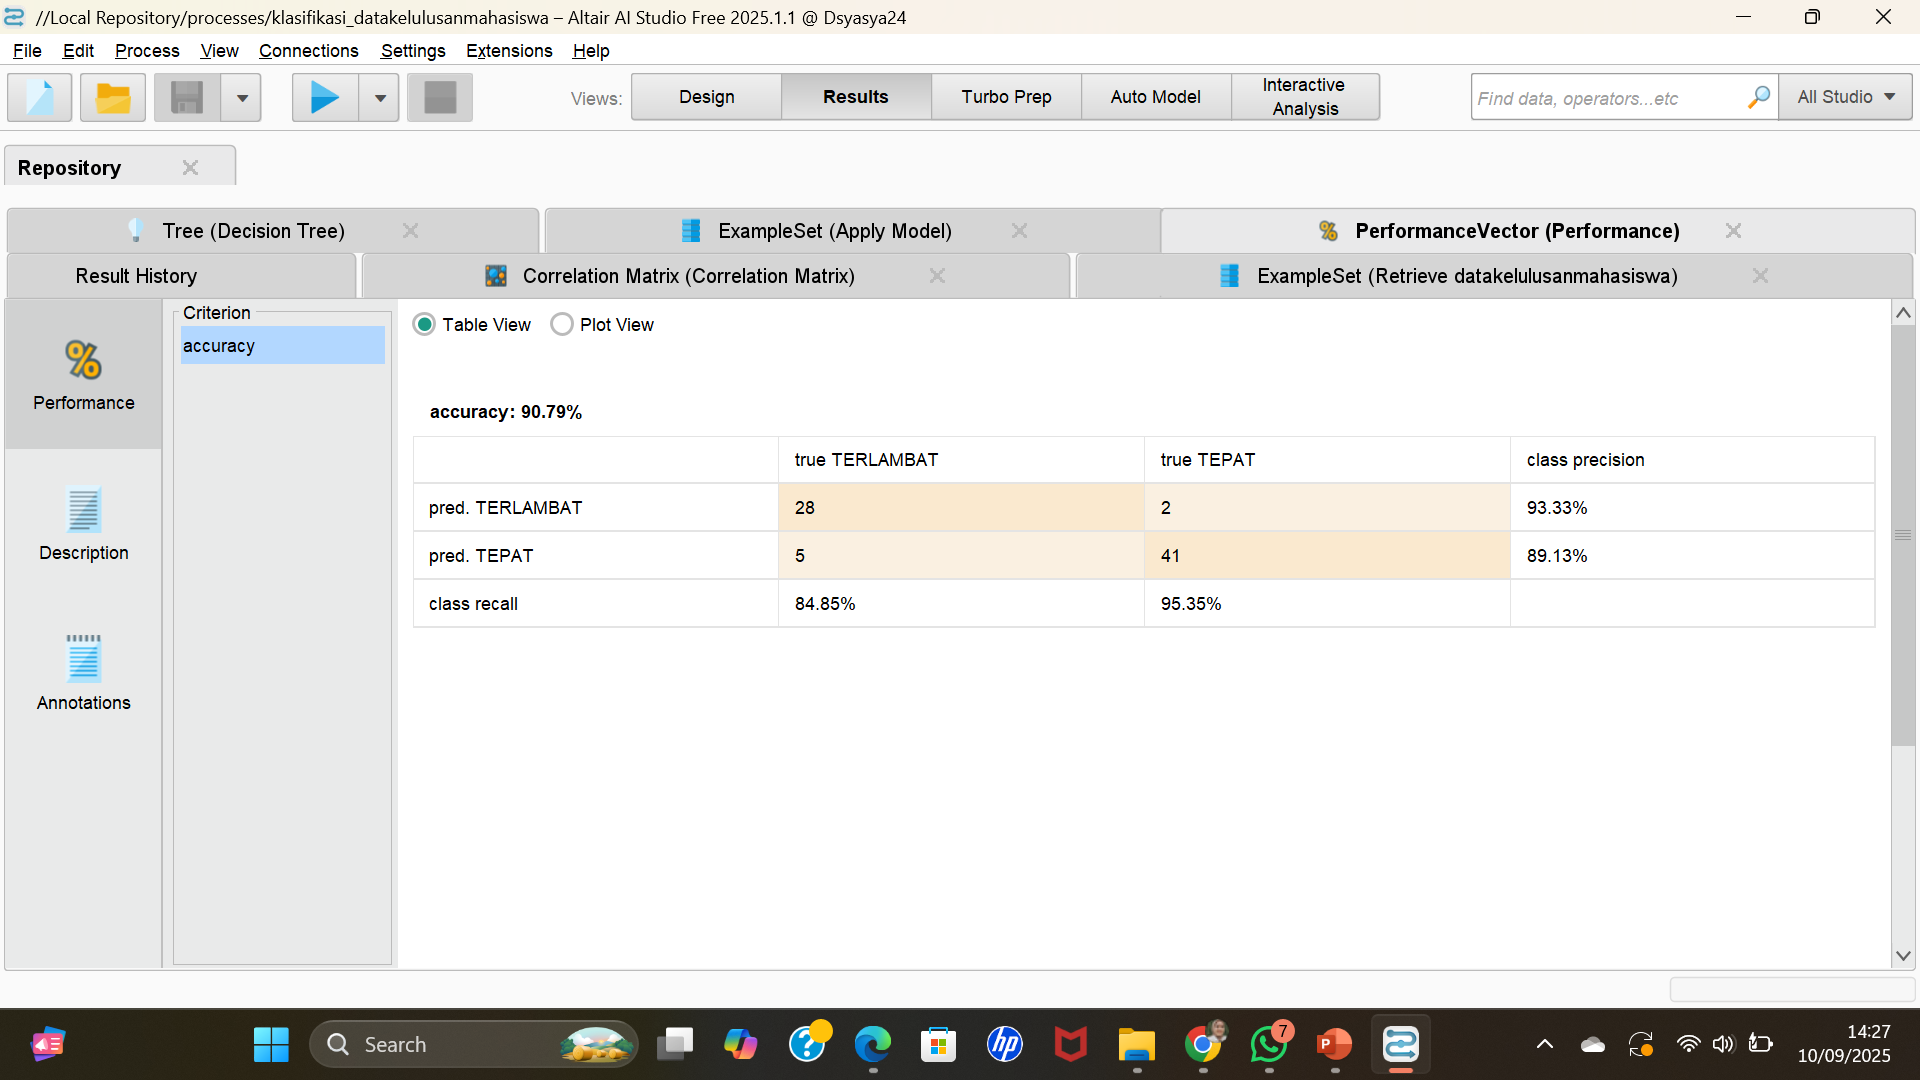 //Local Repository/processes/klasifikasi_datakelulusanmahasiswa – Altair AI Studio Free 2025.1.1 @ Dsyasya24
File Edit Process View Connections Settings Extensions Help
Views: Design Results Turbo Prep Auto Model Interactive Analysis Find data, operators...etc All Studio
Repository
Tree (Decision Tree) ExampleSet (Apply Model) % PerformanceVector (Performance)
Result History Correlation Matrix (Correlation Matrix) ExampleSet (Retrieve datakelulusanmahasiswa)
%
Performance
Description
Annotations
Criterion
accuracy
Table View Plot View
accuracy: 90.79%
true TERLAMBAT true TEPAT class precision
pred. TERLAMBAT 28 2 93.33%
pred. TEPAT 5 41 89.13%
class recall 84.85% 95.35%
Search ? hp 7 P 14:27
10/09/2025